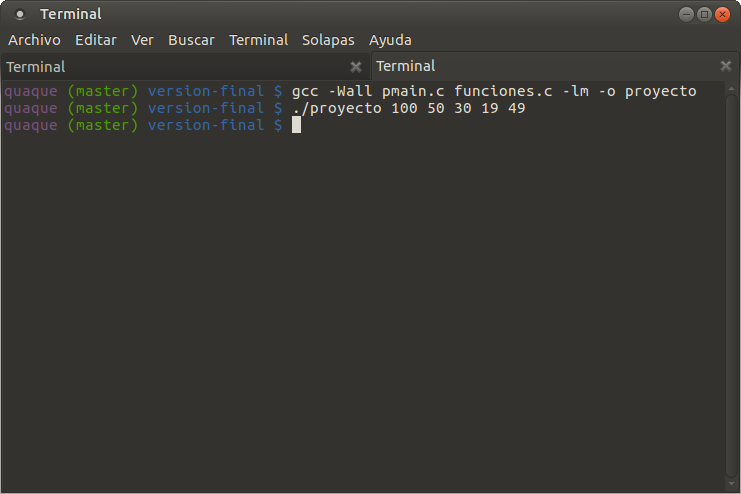 Terminal
Archivo Editar Ver Buscar Terminal Solapas Ayuda
Terminal Terminal
quaque (master) version-final $ gcc -Wall pmain.c funciones.c -lm -o proyecto
quaque (master) version-final $ ./proyecto 100 50 30 19 49
quaque (master) version-final $